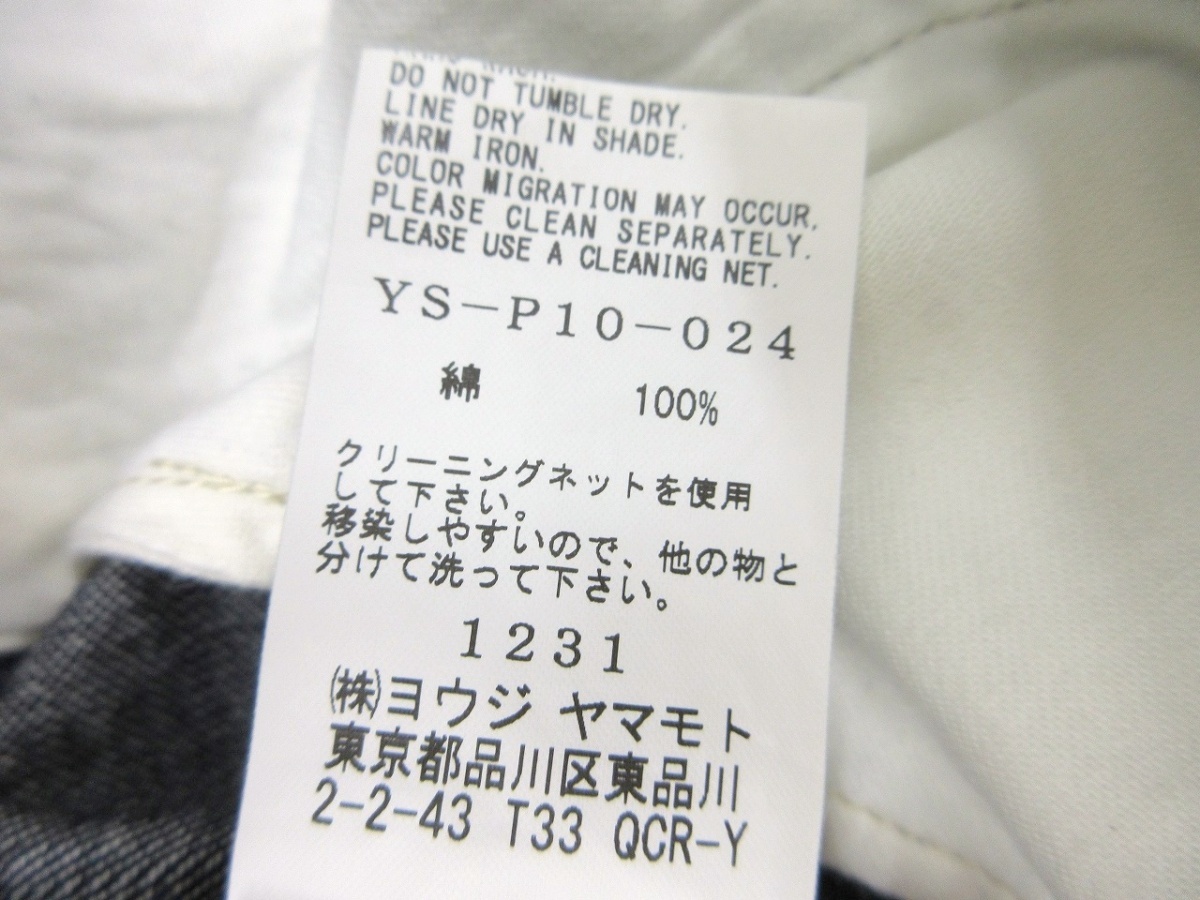 DO NOT TUMBLE DRY.
LINE DRY IN SHADE.
WARM IRON.
COLOR MIGRATION MAY OCCUR.
PLEASE CLEAN SEPARATELY.
PLEASE USE A CLEANING NET.
YS-P10-024
綿 100%
クリーニングネットを使用
して下さい。
移染しやすいので、他の物と
分けて洗って下さい。
1231
㈱ヨウジ ヤマモト
東京都品川区東品川
2-2-43 T33 QCR-Y